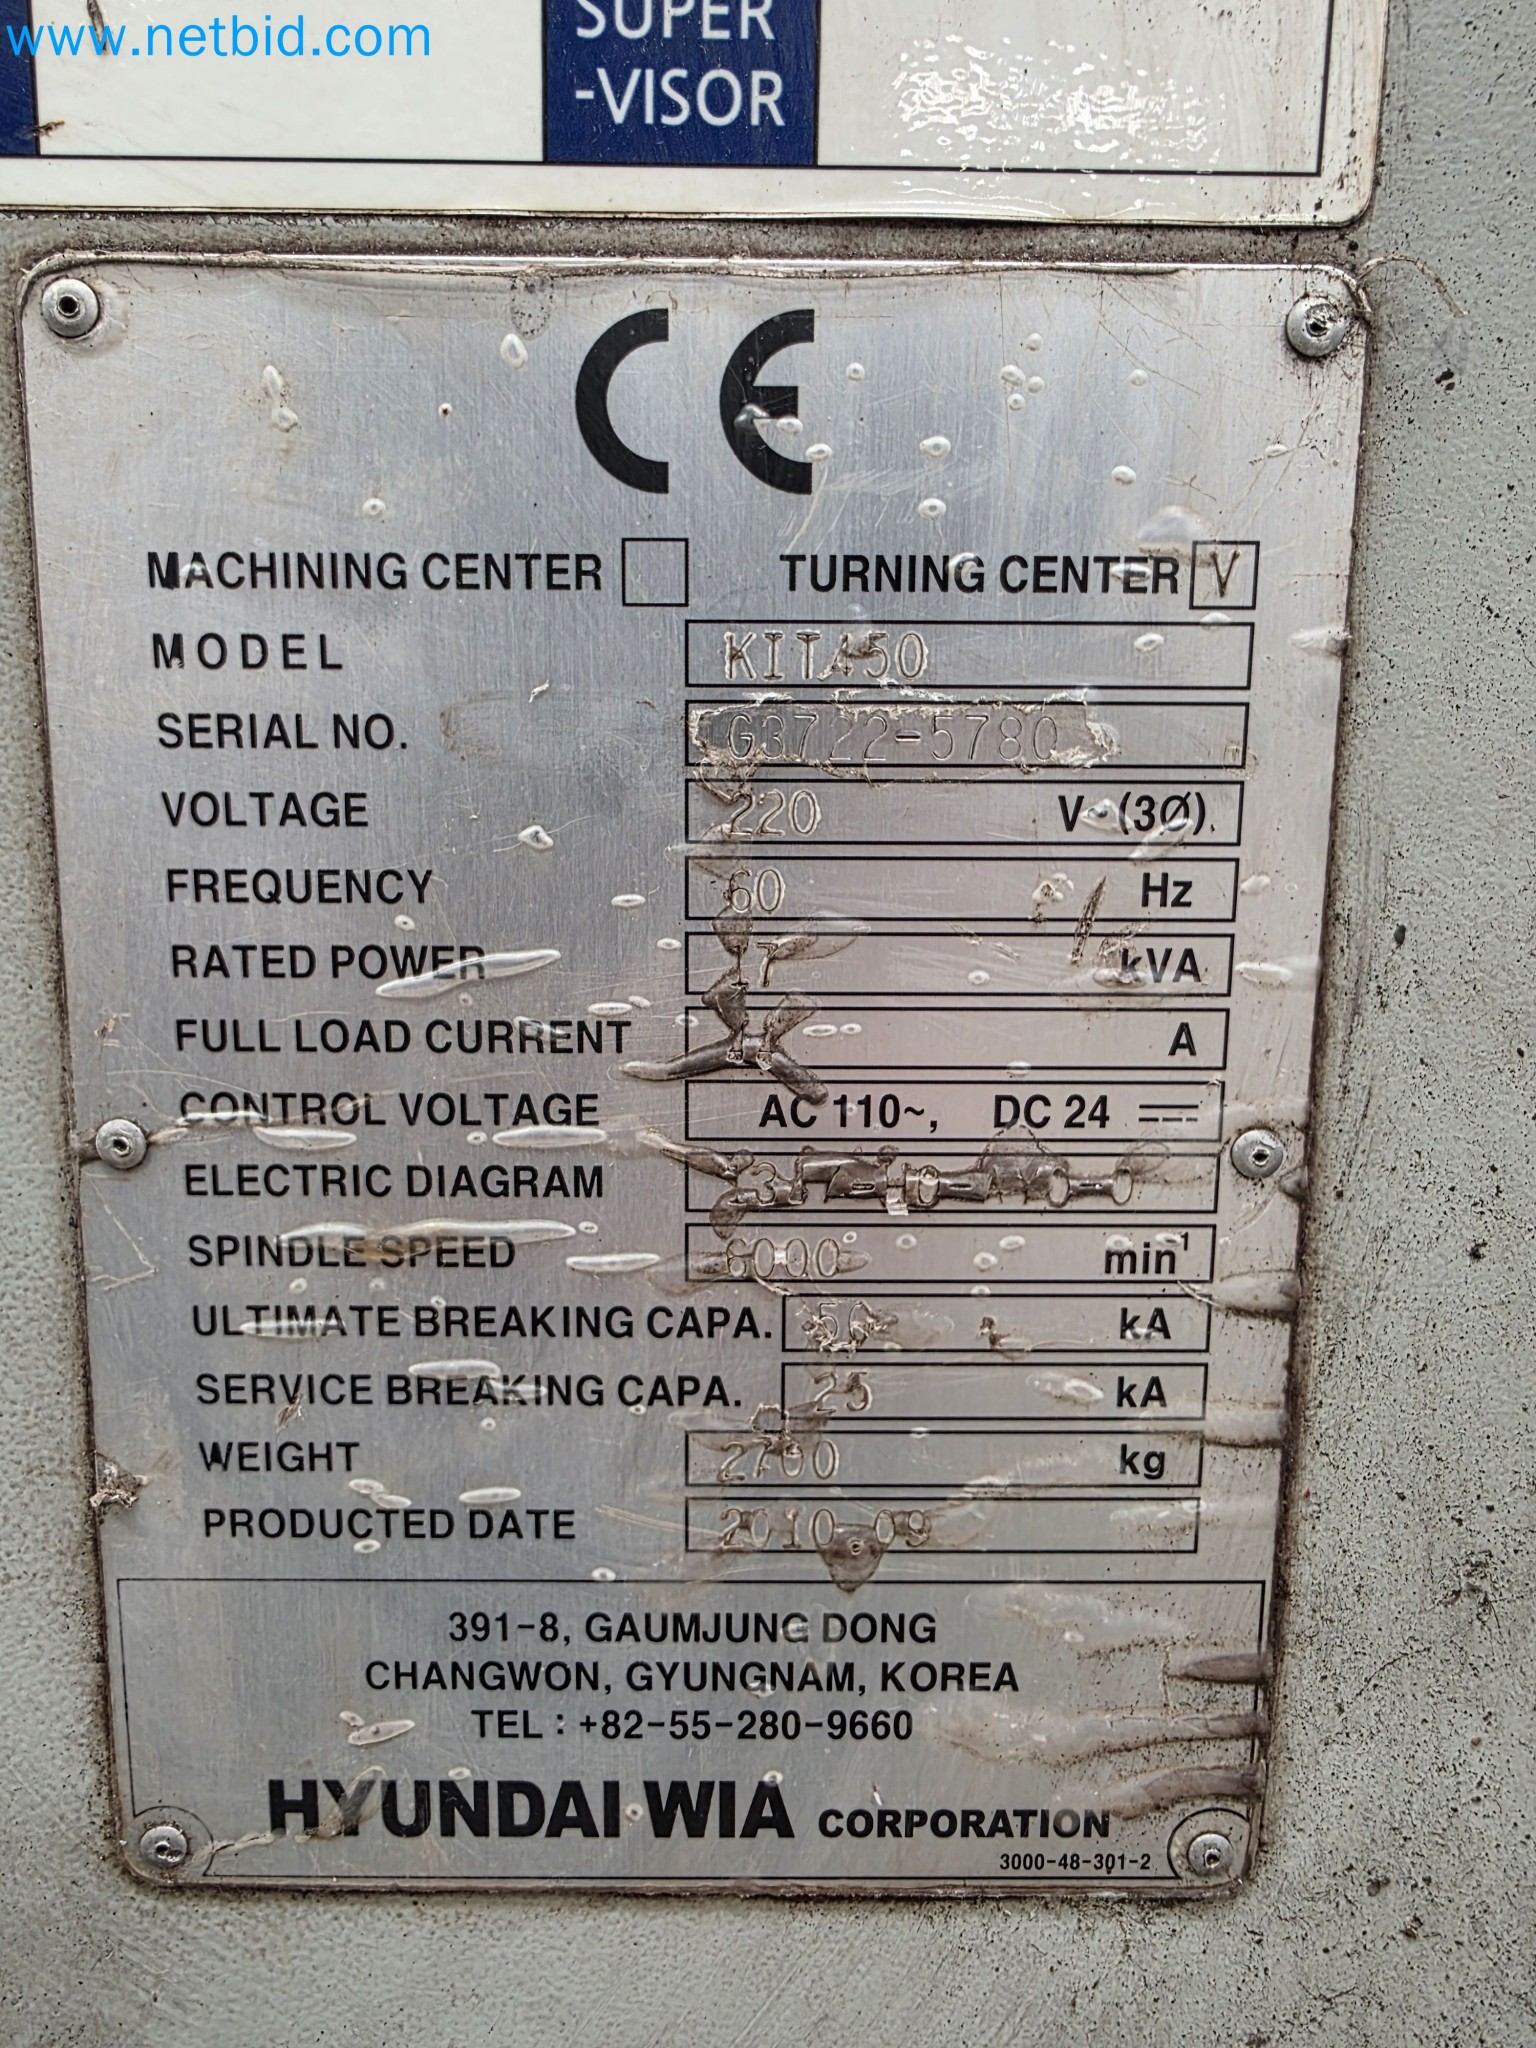 www.netbid.com
SUPER
-VISOR
CE
MACHINING CENTER TURNING CENTER V
MODEL KIT450
SERIAL NO. G3722-5780
VOLTAGE 220 V~(3Ø)
FREQUENCY 60 Hz
RATED POWER kVA
FULL LOAD CURRENT A
CONTROL VOLTAGE AC 110~, DC 24
ELECTRIC DIAGRAM
SPINDLE SPEED 6000 min¹
ULTIMATE BREAKING CAPA. 50 kA
SERVICE BREAKING CAPA. 25 kA
WEIGHT 2700 kg
PRODUCTED DATE 2010-09
391-8, GAUMJUNG DONG
CHANGWON, GYUNGNAM, KOREA
TEL : +82-55-280-9660
HYUNDAI WIA CORPORATION
3000-48-301-2